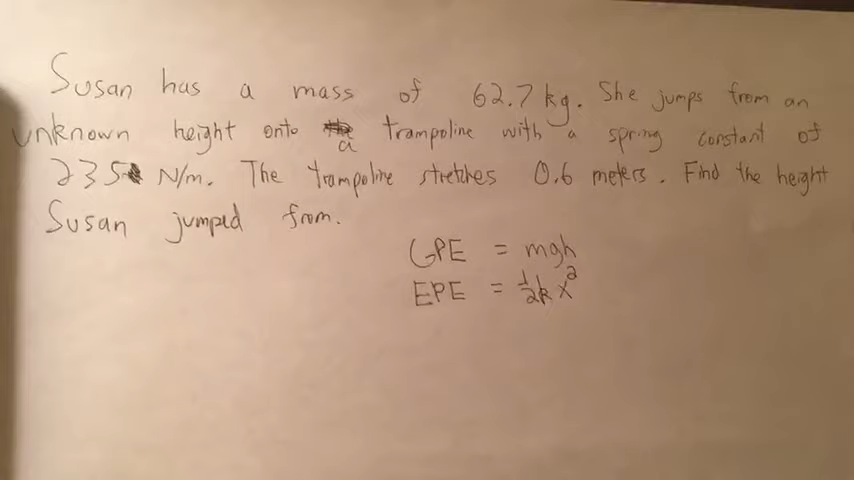 Susan has a mass of 62.7 kg. She jumps from an
unknown height onto a trampoline with a spring constant of
235 N/m. The trampoline stretches 0.6 meters. Find the height
Susan jumped from.
GPE = mgh
EPE = ½kx²